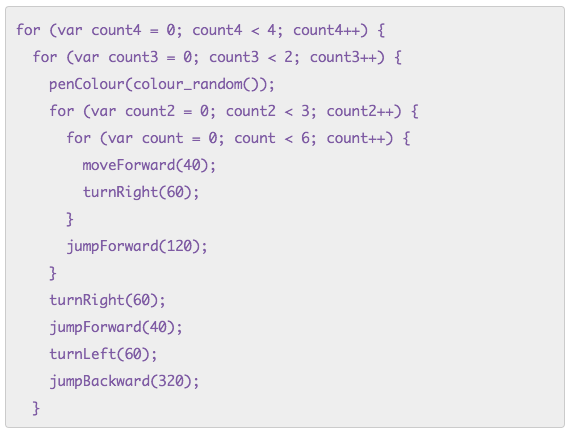 for (var count4 = 0; count4 < 4; count4++) {
  for (var count3 = 0; count3 < 2; count3++) {
    penColour(colour_random());
    for (var count2 = 0; count2 < 3; count2++) {
      for (var count = 0; count < 6; count++) {
        moveForward(40);
        turnRight(60);
      }
      jumpForward(120);
    }
    turnRight(60);
    jumpForward(40);
    turnLeft(60);
    jumpBackward(320);
  }